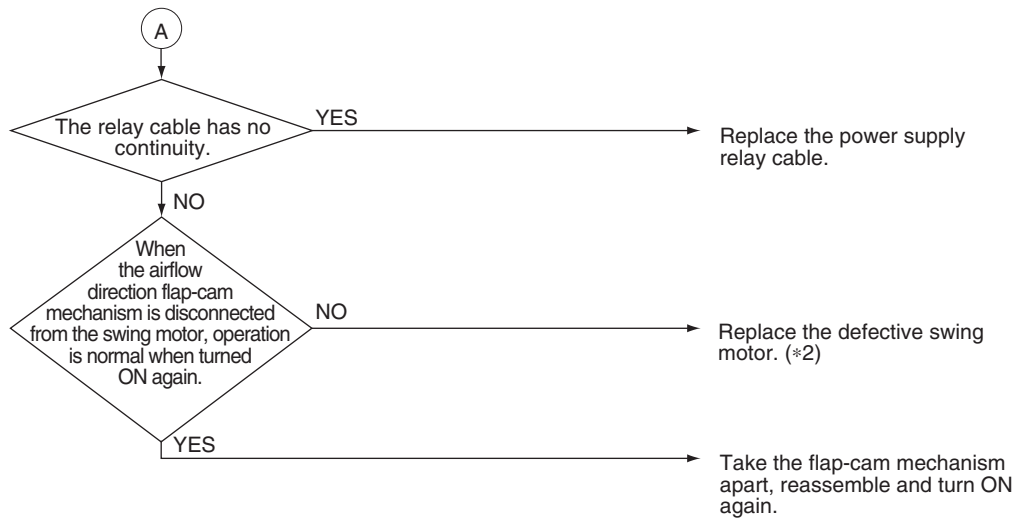 A
The relay cable has no
continuity.
YES
Replace the power supply
relay cable.
NO
When
the airflow
direction flap-cam
mechanism is disconnected
from the swing motor, operation
is normal when turned
ON again.
NO
Replace the defective swing
motor. (*2)
YES
Take the flap-cam mechanism
apart, reassemble and turn ON
again.